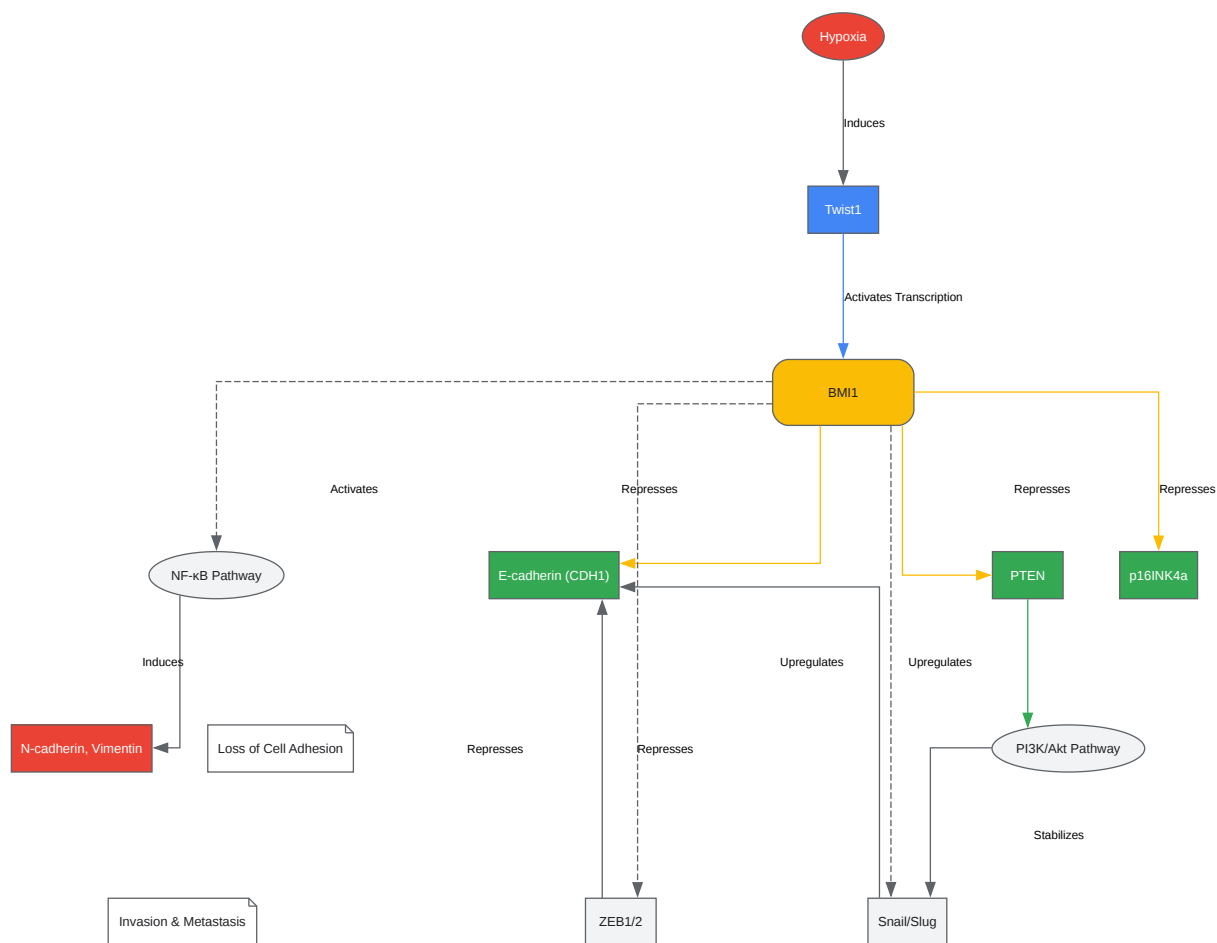 Hypoxia
Induces
Twist1
Activates Transcription
BMI1
Activates
Represses
Represses
Represses
NF-κB Pathway
E-cadherin (CDH1)
PTEN
p16INK4a
Induces
Upregulates
Upregulates
N-cadherin, Vimentin
Loss of Cell Adhesion
Represses
Represses
PI3K/Akt Pathway
Stabilizes
Invasion & Metastasis
ZEB1/2
Snail/Slug